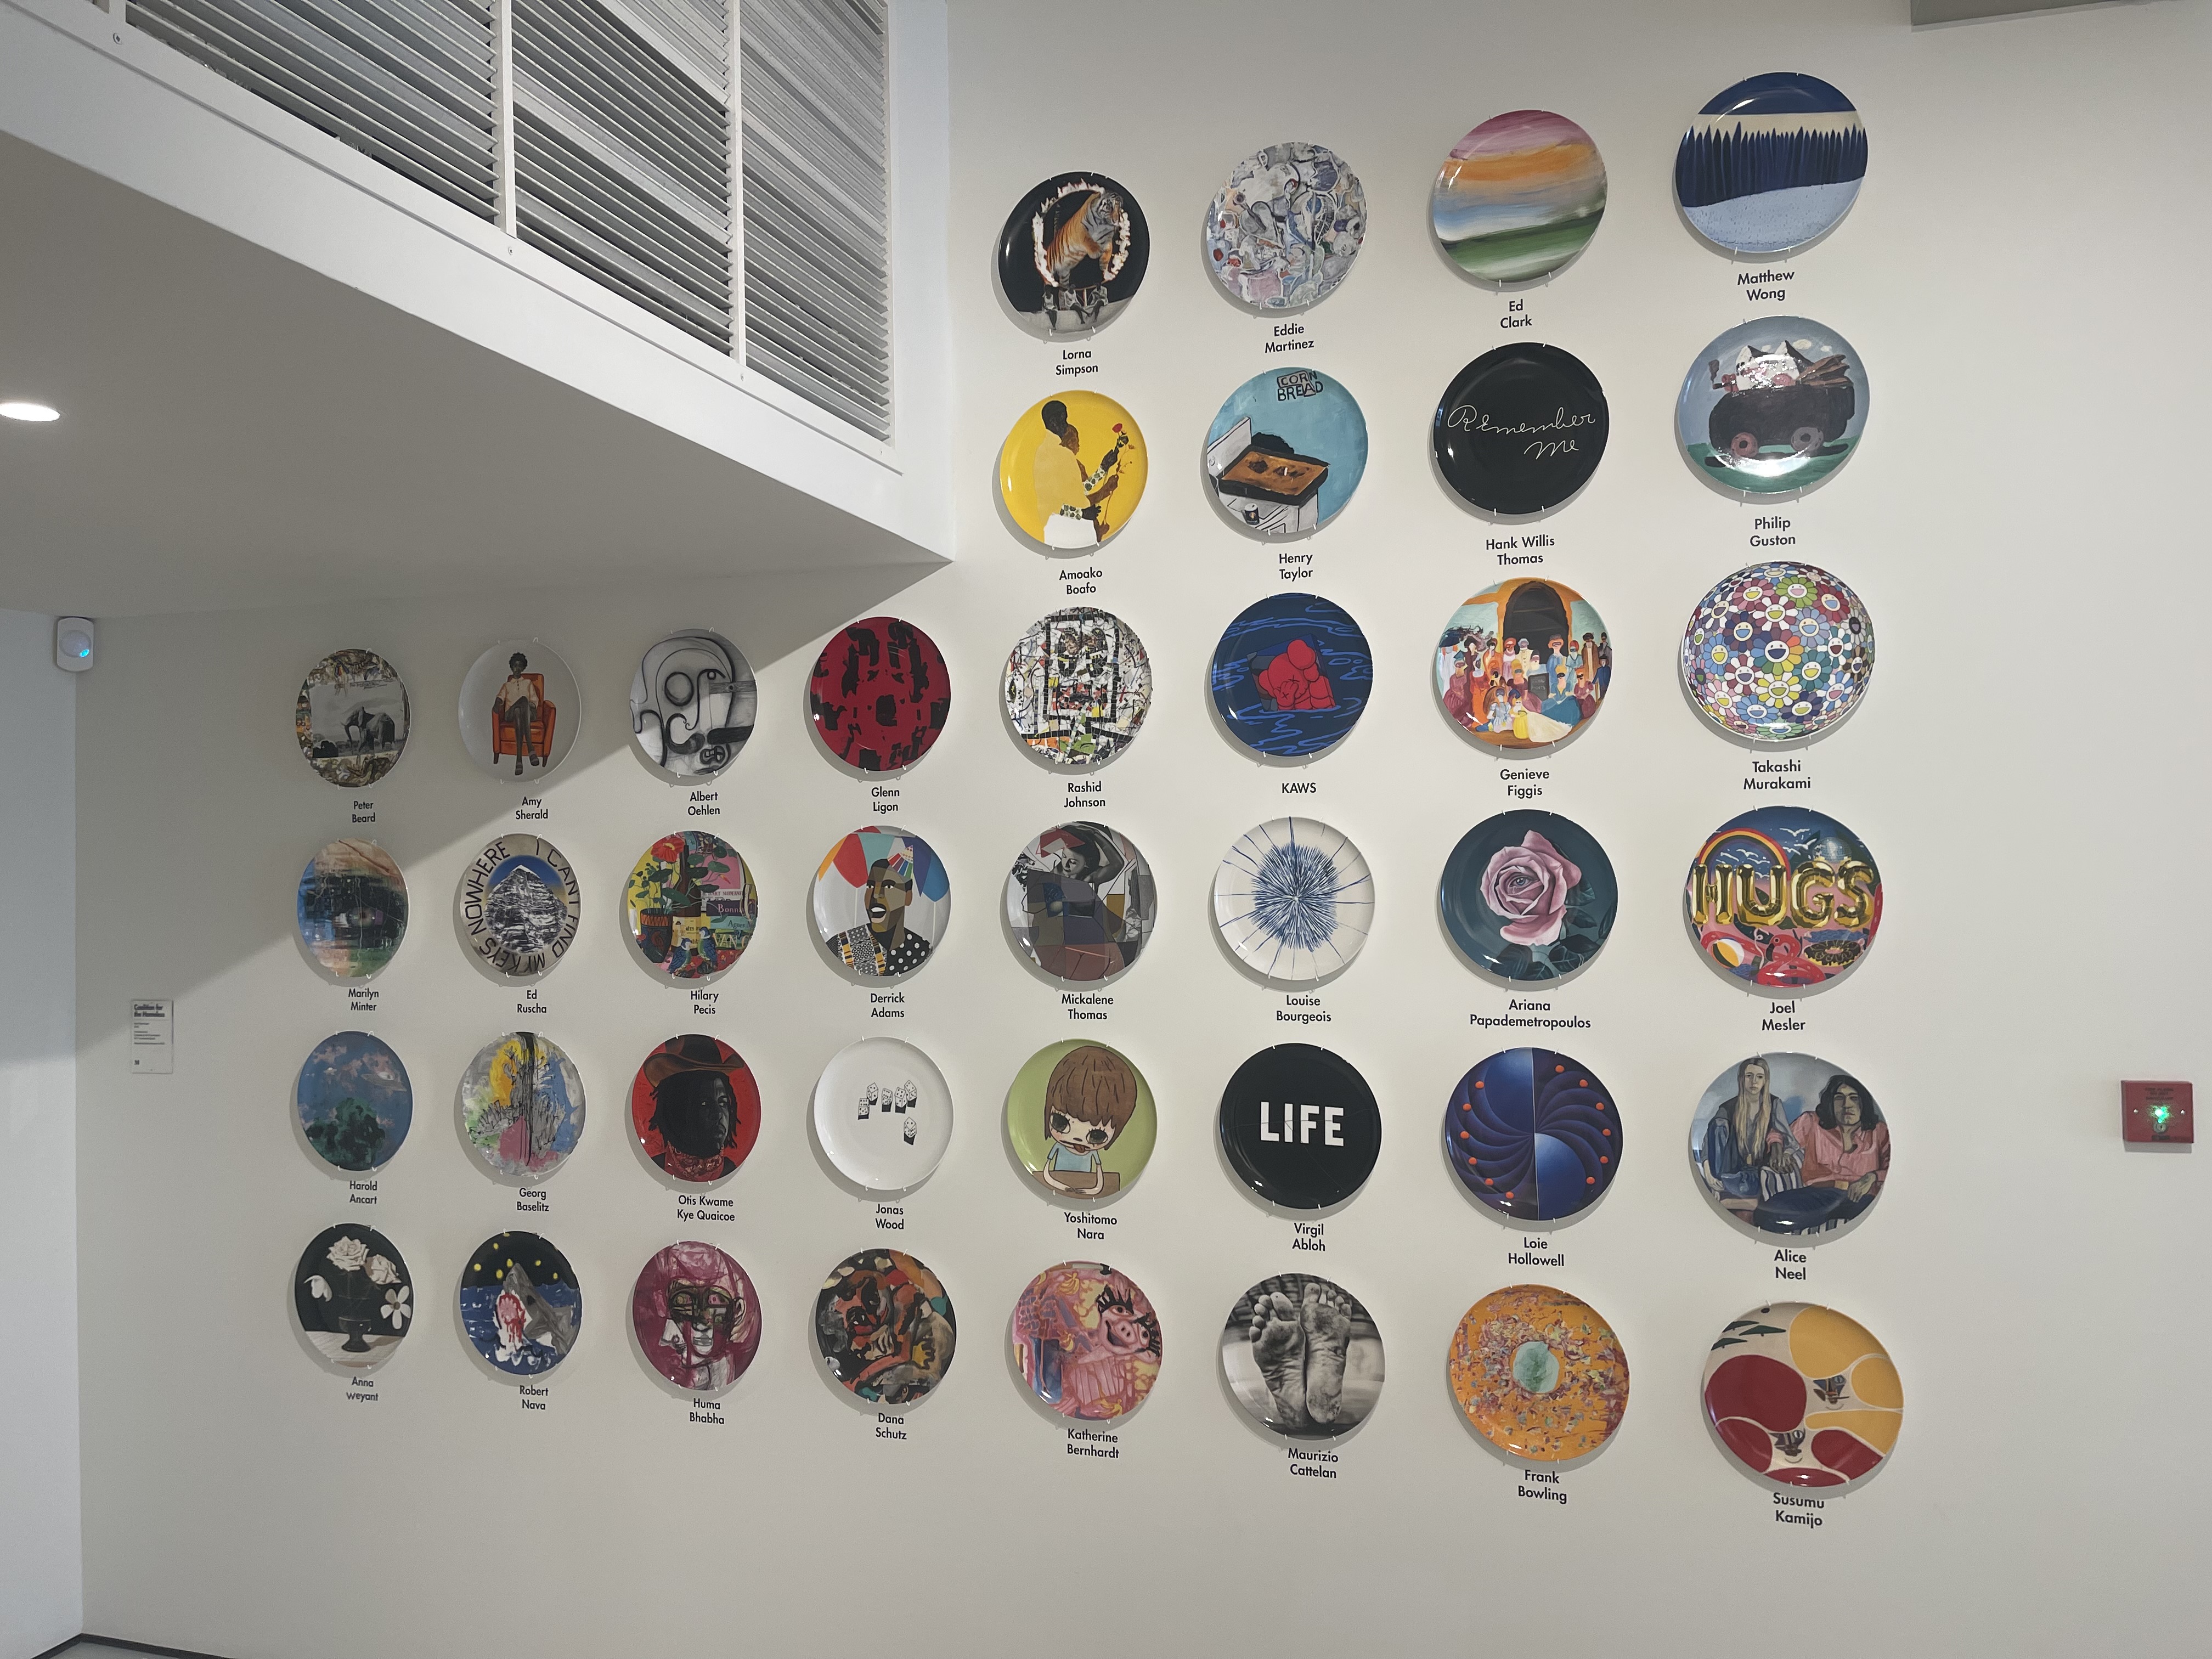 Lorna
Simpson
Eddie
Martinez
Ed
Clark
Matthew
Wong
CORN
BREAD
Remember
me
Amoako
Boafo
Henry
Taylor
Hank Willis
Thomas
Philip
Guston
Peter
Beard
Amy
Sherald
Albert
Oehlen
Glenn
Ligon
Rashid
Johnson
KAWS
Genieve
Figgis
Takashi
Murakami
I CAN'T FIND MY KEYS NOWHERE
HUGS
Marilyn
Minter
Ed
Ruscha
Hilary
Pecis
Derrick
Adams
Mickalene
Thomas
Louise
Bourgeois
Ariana
Papademetropoulos
Joel
Mesler
Coalition for
the Homeless
LIFE
Harold
Ancart
Georg
Baselitz
Otis Kwame
Kye Quaicoe
Jonas
Wood
Yoshitomo
Nara
Virgil
Abloh
Loie
Hollowell
Alice
Neel
Anna
weyant
Robert
Nava
Huma
Bhabha
Dana
Schutz
Katherine
Bernhardt
Maurizio
Cattelan
Frank
Bowling
Susumu
Kamijo